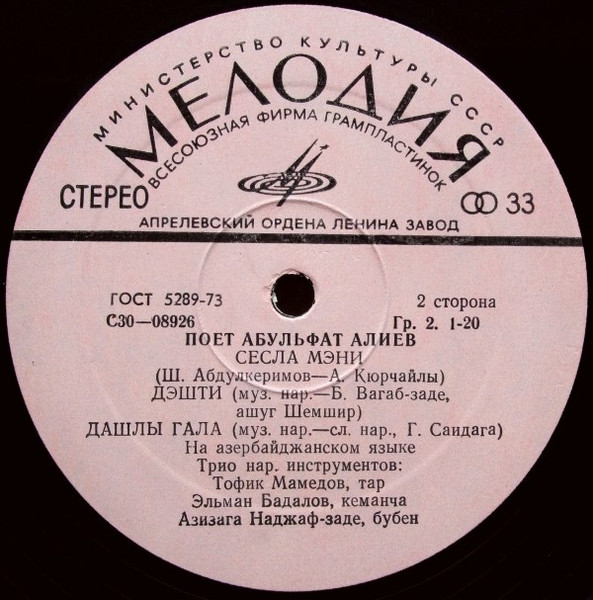 МИНИСТЕРСТВО КУЛЬТУРЫ СССР
МЕЛОДИЯ
ВСЕСОЮЗНАЯ ФИРМА ГРАМПЛАСТИНОК
СТЕРЕО
33
АПРЕЛЕВСКИЙ ОРДЕНА ЛЕНИНА ЗАВОД
ГОСТ 5289-73
2 сторона
С30—08926
Гр. 2. 1-20
ПОЕТ АБУЛЬФАТ АЛИЕВ
СЕСЛА МЭНИ
(Ш. Абдулкеримов—А. Кюрчайлы)
ДЭШТИ (муз. нар.—Б. Вагаб-заде,
ашуг Шемшир)
ДАШЛЫ ГАЛА (муз. нар.—сл. нар., Г. Саидага)
На азербайджанском языке
Трио нар. инструментов:
Тофик Мамедов, тар
Эльман Бадалов, кеманча
Азизага Наджаф-заде, бубен